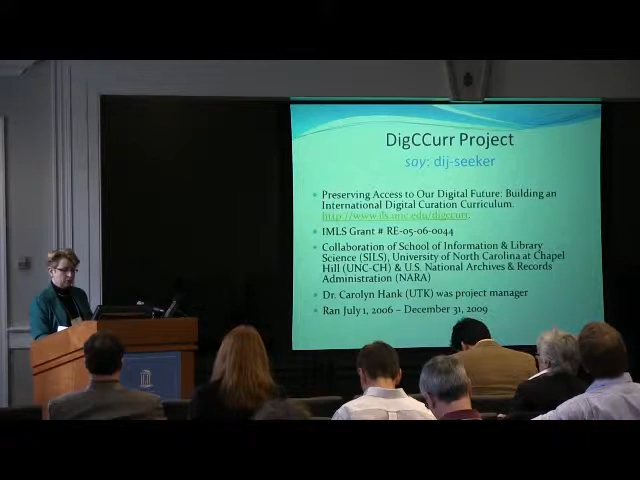 DigCCurr Project
say: dij-seeker
• Preserving Access to Our Digital Future: Building an
International Digital Curation Curriculum.
http://www.ils.unc.edu/digccurr.
• IMLS Grant # RE-05-06-0044
• Collaboration of School of Information & Library
Science (SILS), University of North Carolina at Chapel
Hill (UNC-CH) & U.S. National Archives & Records
Administration (NARA)
• Dr. Carolyn Hank (UTK) was project manager
• Ran July 1, 2006 – December 31, 2009